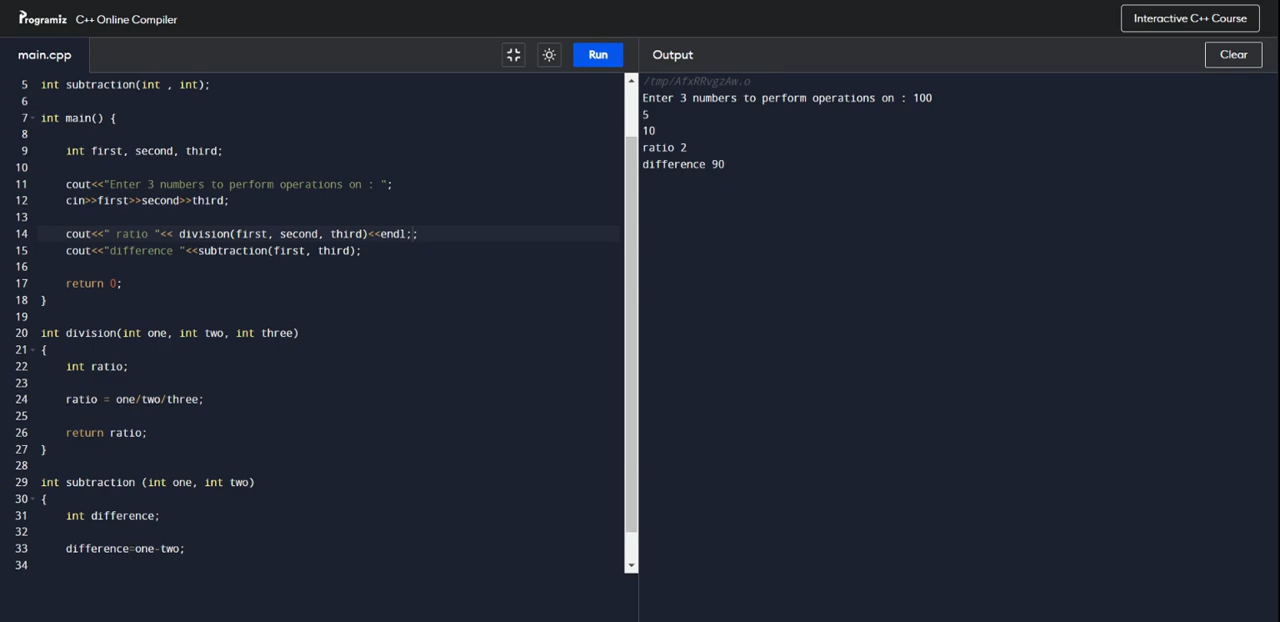 Programiz C++ Online Compiler Interactive C++ Course
main.cpp Run Output Clear
5 int subtraction(int , int);
6
7 int main() {
8
9 int first, second, third;
10
11 cout<<"Enter 3 numbers to perform operations on : ";
12 cin>>first>>second>>third;
13
14 cout<<" ratio "<< division(first, second, third)<<endl;;
15 cout<<"difference "<<subtraction(first, third);
16
17 return 0;
18 }
19
20 int division(int one, int two, int three)
21 {
22 int ratio;
23
24 ratio = one/two/three;
25
26 return ratio;
27 }
28
29 int subtraction (int one, int two)
30 {
31 int difference;
32
33 difference=one-two;
34
/tmp/AfxRRvgzAw.o
Enter 3 numbers to perform operations on : 100
5
10
ratio 2
difference 90